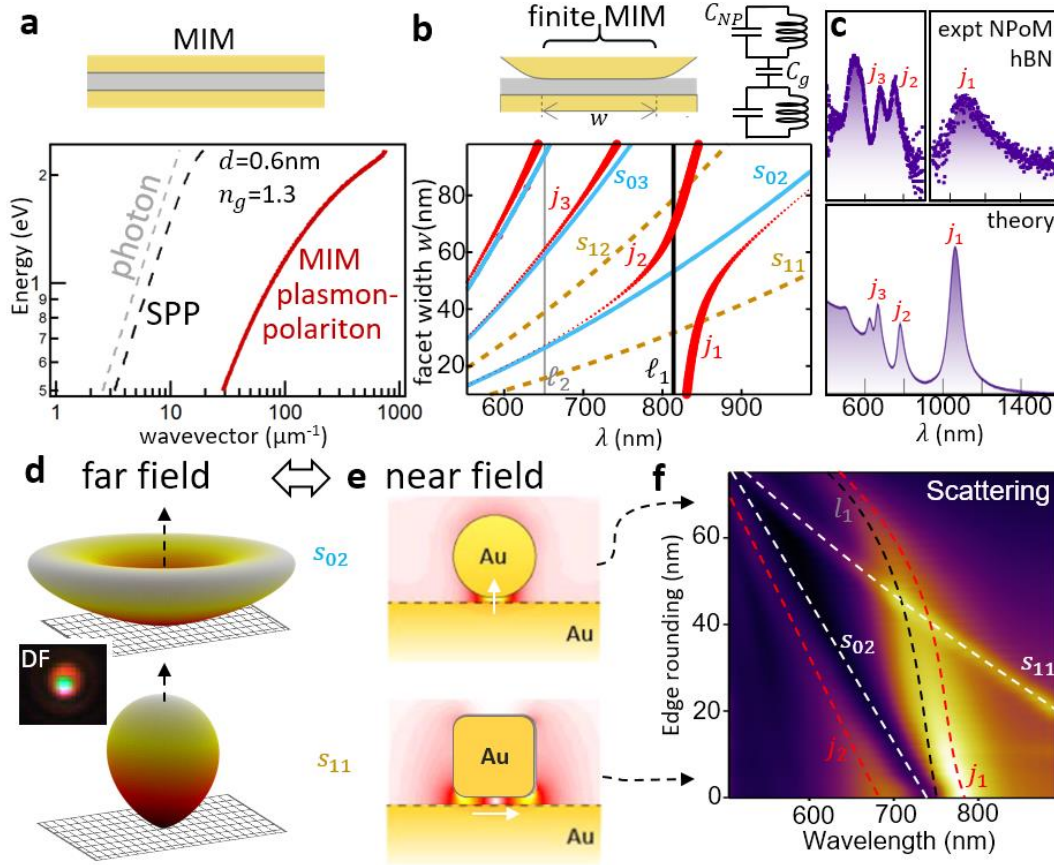 a
MIM
d=0.6nm
n_g=1.3
photon
SPP
MIM
plasmon-
polariton
Energy (eV)
2
1
9
8
7
6
5
1
10
100
1000
wavevector (µm⁻¹)
b
finite MIM
w
C_NP
C_g
facet width w(nm)
80
60
40
20
s_03
s_02
s_12
s_11
j_3
j_2
j_1
ℓ_2
ℓ_1
600
700
800
900
λ (nm)
c
expt NPoM
hBN
j_3
j_2
j_1
theory
j_1
j_3
j_2
600
1000
1400
λ (nm)
d
far field
s_02
DF
s_11
e
near field
Au
Au
Au
Au
f
Scattering
l_1
s_02
s_11
j_2
j_1
Edge rounding (nm)
60
40
20
0
600
700
800
Wavelength (nm)